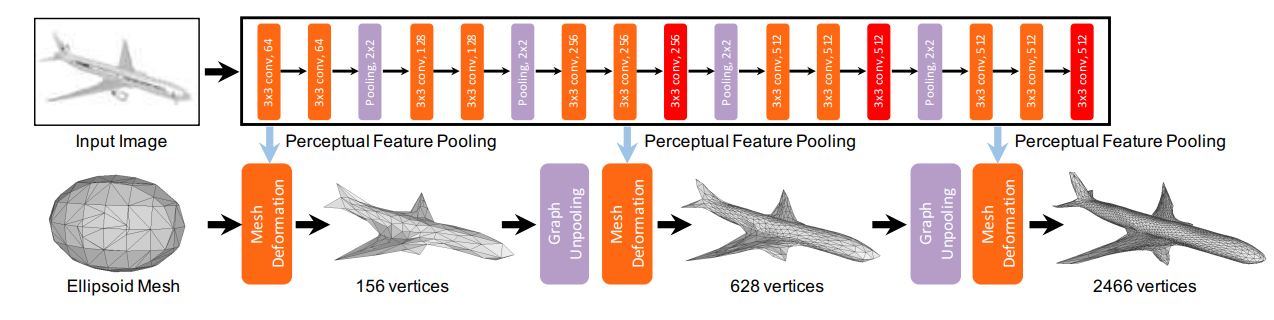 3x3 conv, 64
3x3 conv, 64
Pooling, 2x2
3x3 conv, 128
3x3 conv, 128
Pooling, 2x2
3x3 conv, 256
3x3 conv, 256
3x3 conv, 256
Pooling, 2x2
3x3 conv, 512
3x3 conv, 512
3x3 conv, 512
Pooling, 2x2
3x3 conv, 512
3x3 conv, 512
3x3 conv, 512
Input Image
Perceptual Feature Pooling
Perceptual Feature Pooling
Perceptual Feature Pooling
Mesh
Deformation
Graph
Unpooling
Mesh
Deformation
Graph
Unpooling
Mesh
Deformation
Ellipsoid Mesh
156 vertices
628 vertices
2466 vertices